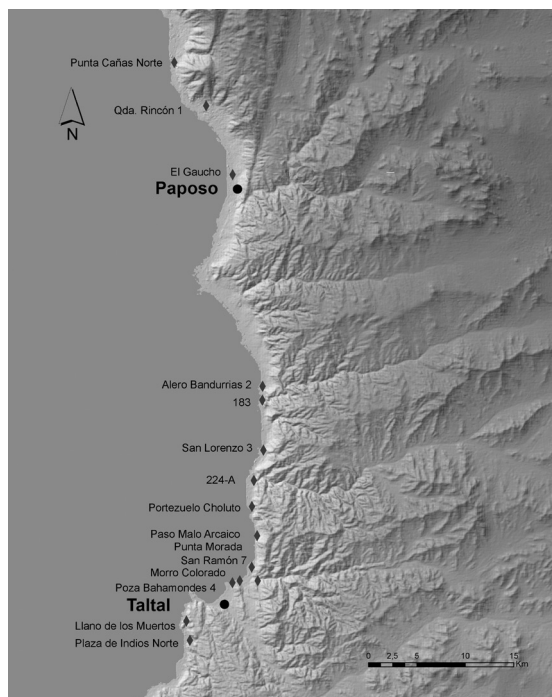 Punta Cañas Norte
N
Qda. Rincón 1
El Gaucho
Paposo
Alero Bandurrias 2
183
San Lorenzo 3
224-A
Portezuelo Choluto
Paso Malo Arcaico
Punta Morada
San Ramón 7
Morro Colorado
Poza Bahamondes 4
Taltal
Llano de los Muertos
Plaza de Indios Norte
0 2,5 5 10 15
Km